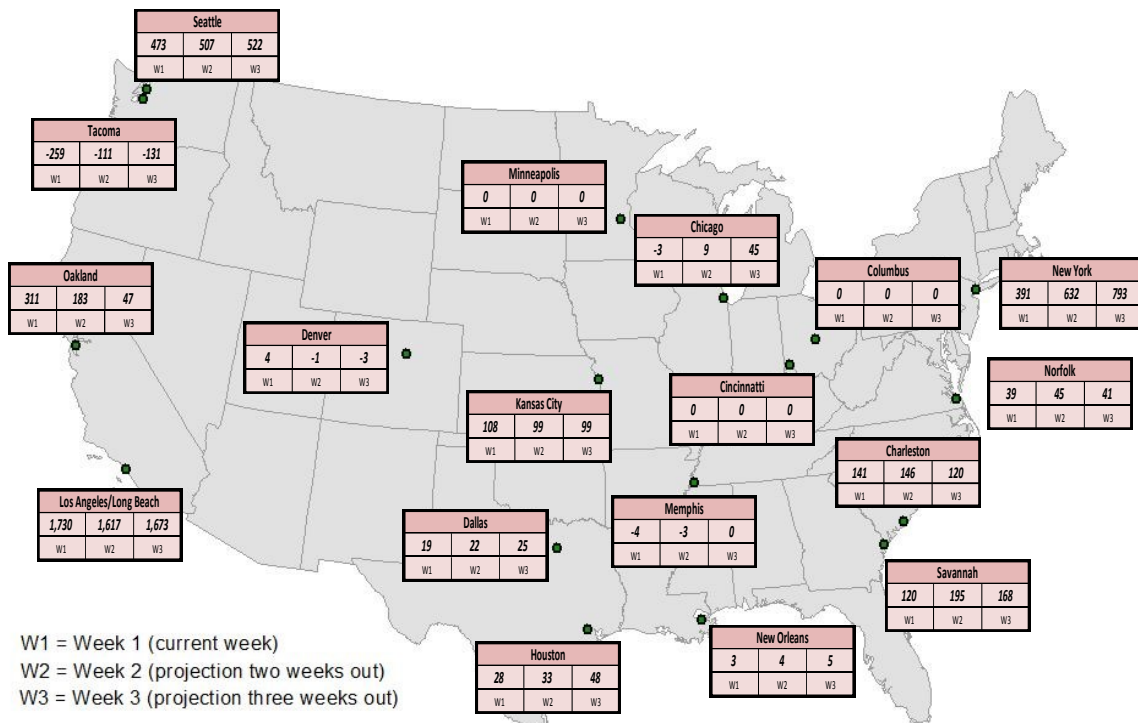 Seattle
473 507 522
W1 W2 W3
Tacoma
-259 -111 -131
W1 W2 W3
Minneapolis
0 0 0
W1 W2 W3
Chicago
-3 9 45
W1 W2 W3
Oakland
311 183 47
W1 W2 W3
Columbus
0 0 0
W1 W2 W3
New York
391 632 793
W1 W2 W3
Denver
4 -1 -3
W1 W2 W3
Cincinnatti
0 0 0
W1 W2 W3
Norfolk
39 45 41
W1 W2 W3
Kansas City
108 99 99
W1 W2 W3
Charleston
141 146 120
W1 W2 W3
Los Angeles/Long Beach
1,730 1,617 1,673
W1 W2 W3
Dallas
19 22 25
W1 W2 W3
Memphis
-4 -3 0
W1 W2 W3
Savannah
120 195 168
W1 W2 W3
New Orleans
3 4 5
W1 W2 W3
Houston
28 33 48
W1 W2 W3
W1 = Week 1 (current week)
W2 = Week 2 (projection two weeks out)
W3 = Week 3 (projection three weeks out)